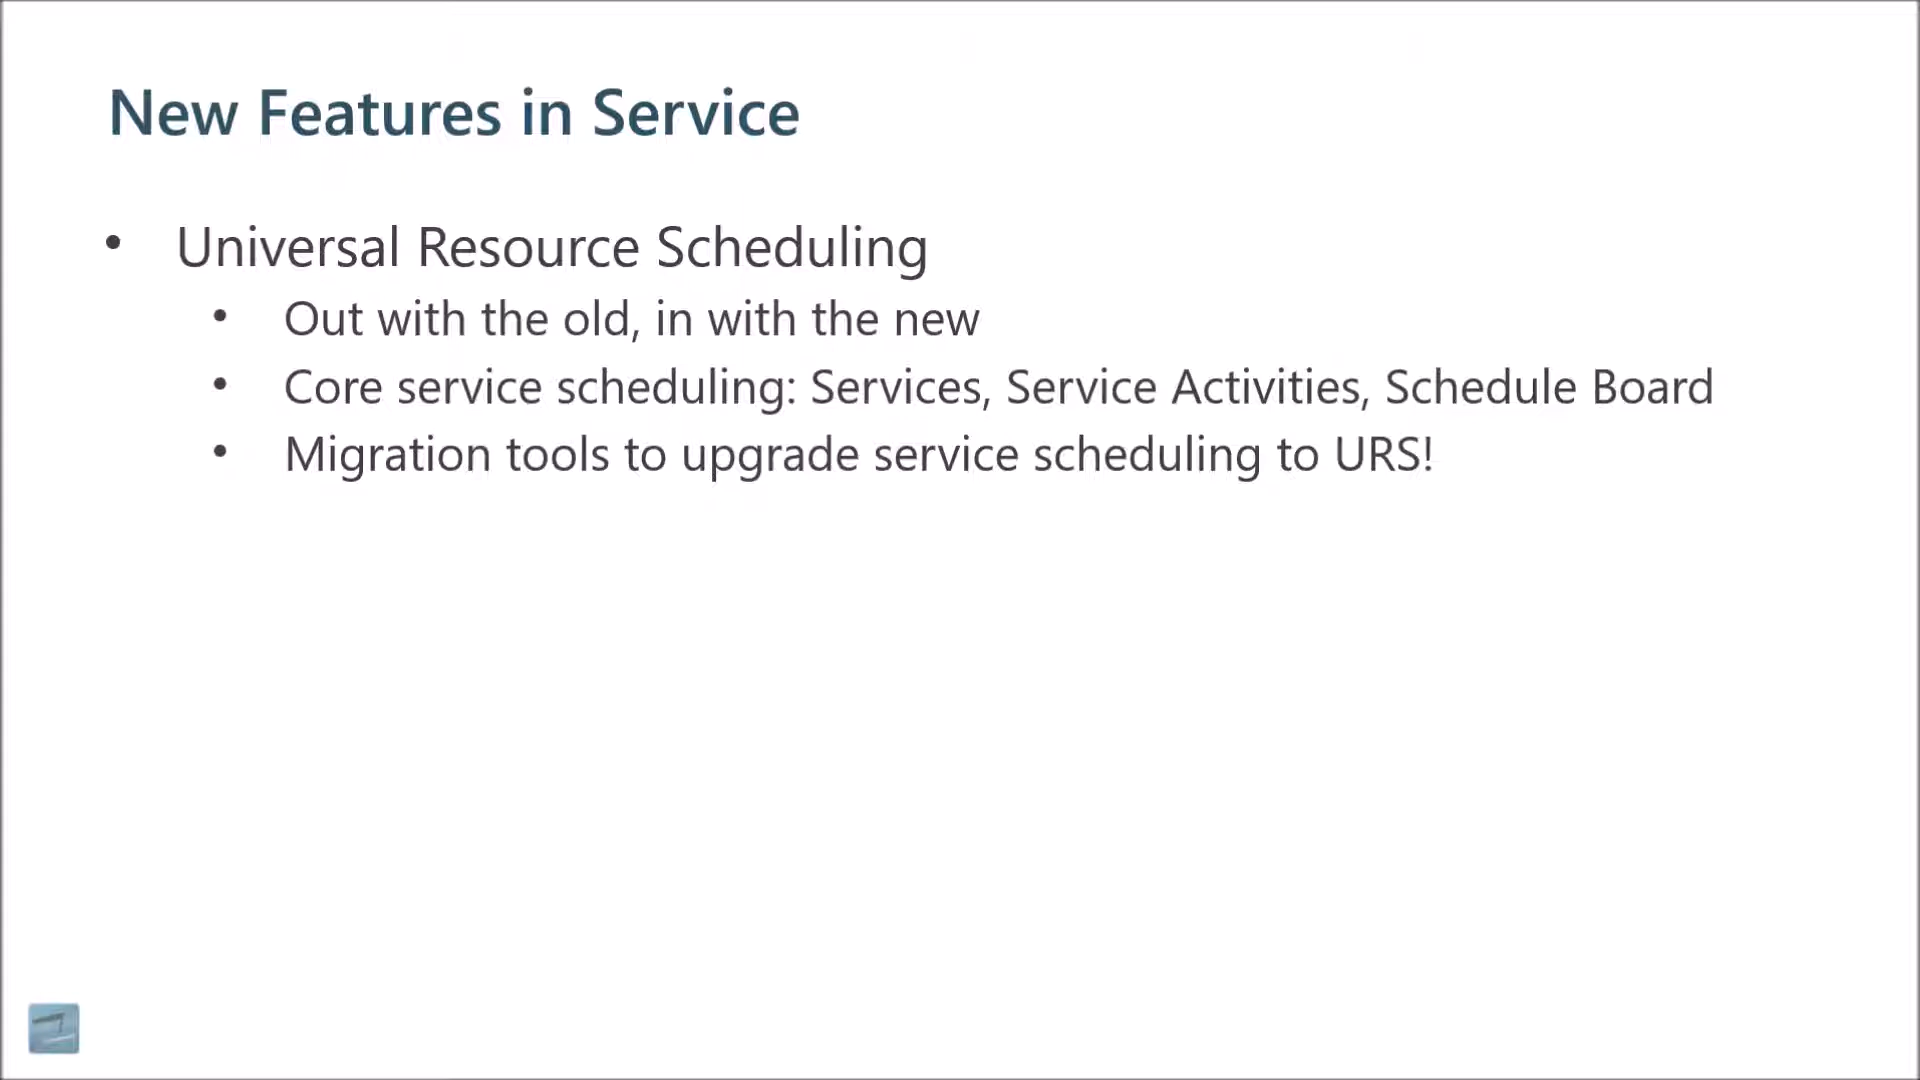 New Features in Service
• Universal Resource Scheduling
• Out with the old, in with the new
• Core service scheduling: Services, Service Activities, Schedule Board
• Migration tools to upgrade service scheduling to URS!